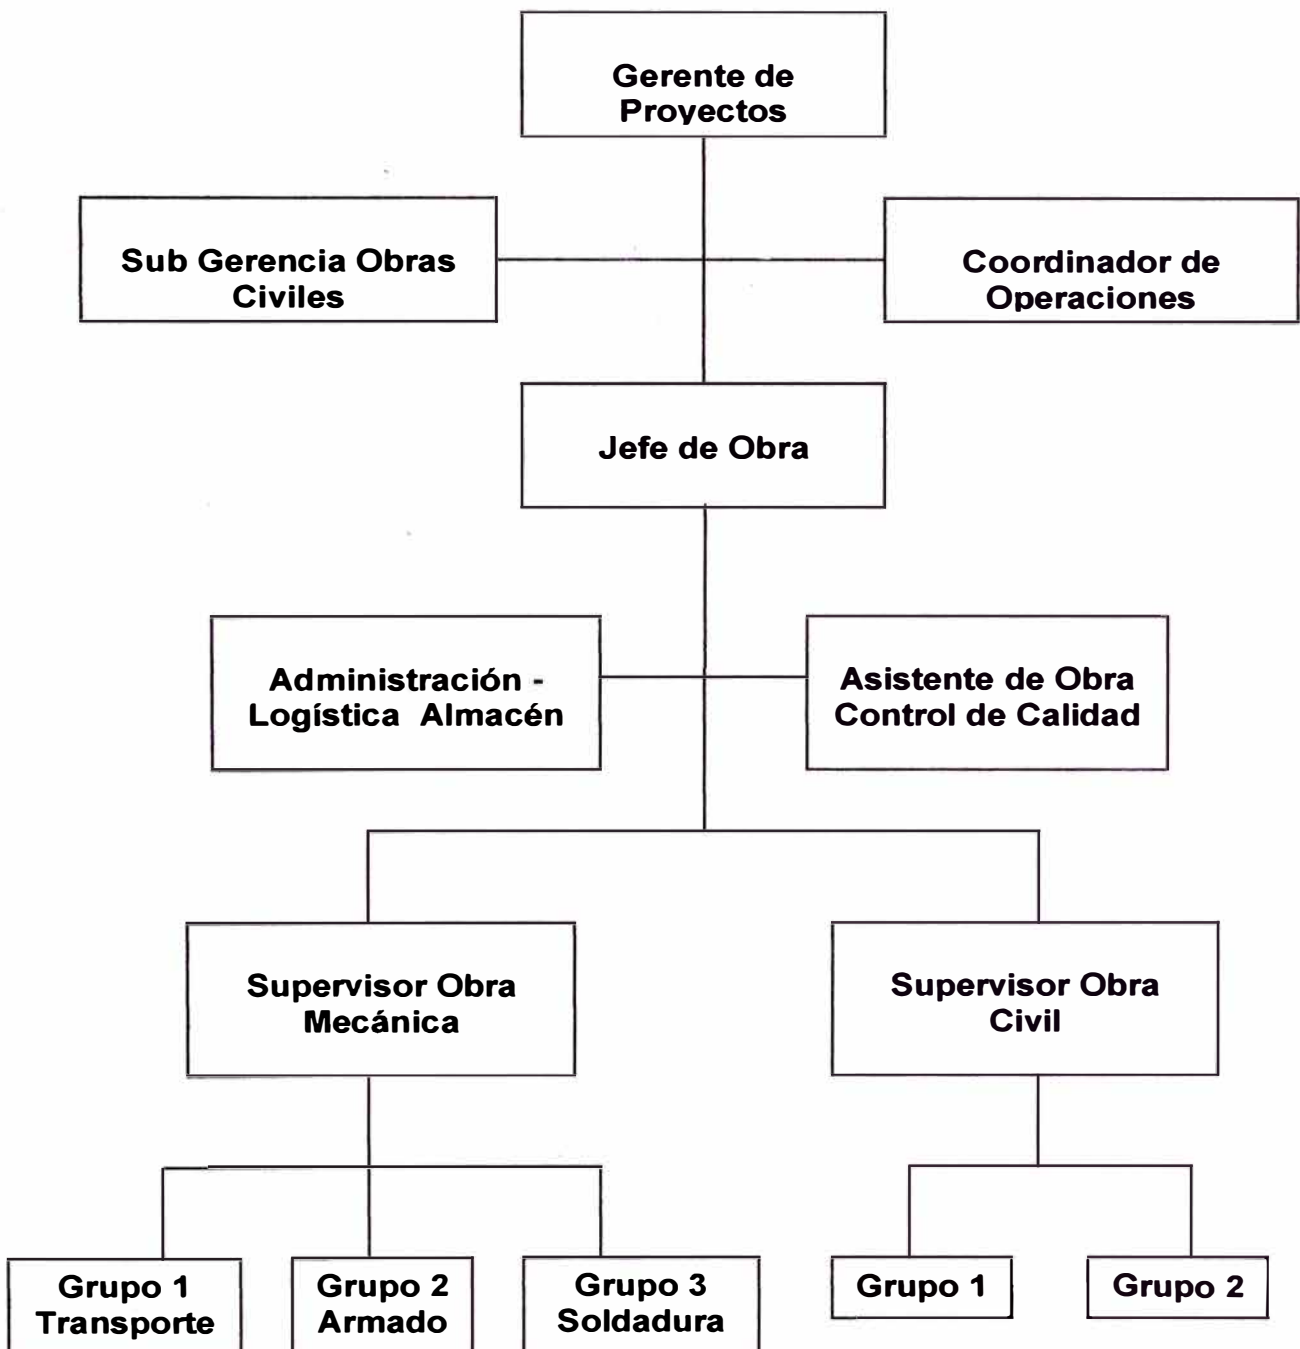 Gerente de
Proyectos
Sub Gerencia Obras
Civiles
Coordinador de
Operaciones
Jefe de Obra
Administración -
Logística Almacén
Asistente de Obra
Control de Calidad
Supervisor Obra
Mecánica
Supervisor Obra
Civil
Grupo 1
Transporte
Grupo 2
Armado
Grupo 3
Soldadura
Grupo 1
Grupo 2